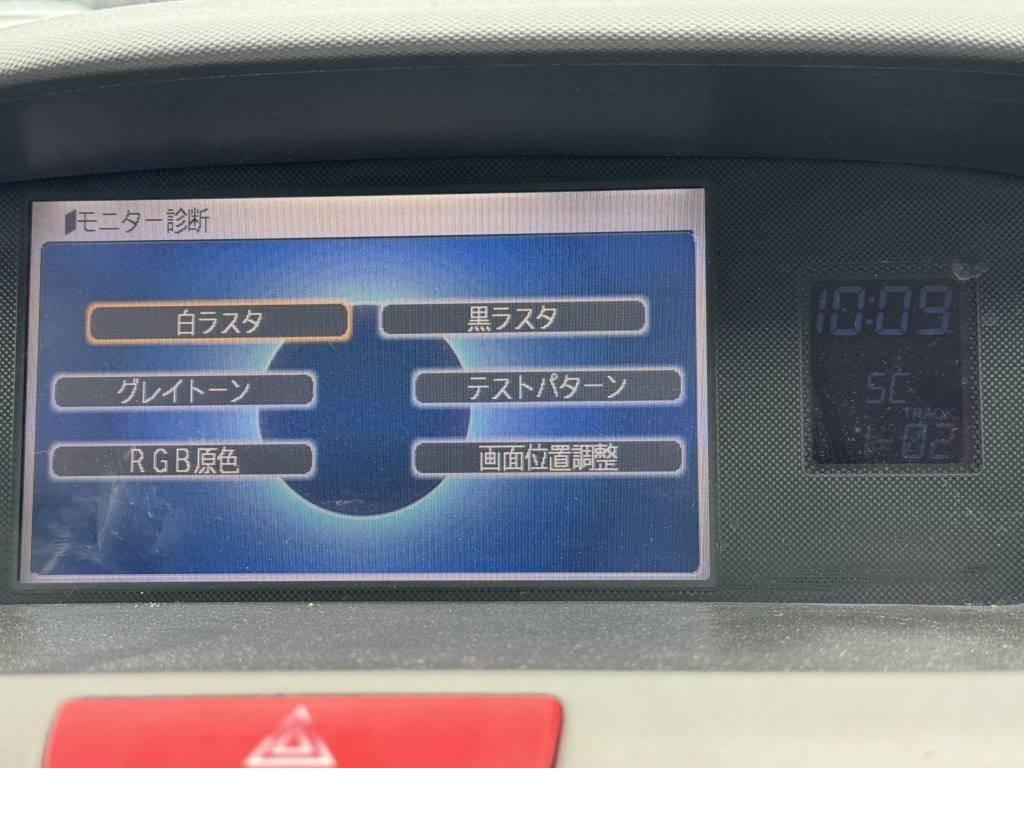 モニター診断
白ラスタ
黒ラスタ
グレイトーン
テストパターン
RGB原色
画面位置調整
10:09
SC
TRACK
1-02